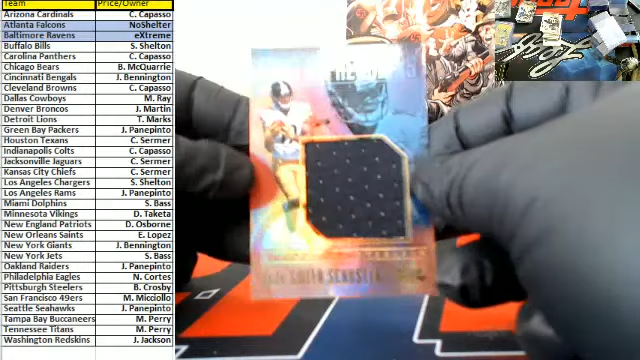 Team Price/Owner
Arizona Cardinals C. Capasso
Atlanta Falcons NoShelter
Baltimore Ravens eXtreme
Buffalo Bills S. Shelton
Carolina Panthers C. Capasso
Chicago Bears B. McQuarrie
Cincinnati Bengals J. Bennington
Cleveland Browns C. Capasso
Dallas Cowboys M. Ray
Denver Broncos J. Martin
Detroit Lions T. Marks
Green Bay Packers J. Panepinto
Houston Texans C. Sermer
Indianapolis Colts C. Capasso
Jacksonville Jaguars C. Sermer
Kansas City Chiefs C. Sermer
Los Angeles Chargers S. Shelton
Los Angeles Rams J. Panepinto
Miami Dolphins S. Bass
Minnesota Vikings D. Taketa
New England Patriots D. Osborne
New Orleans Saints E. Lopez
New York Giants J. Bennington
New York Jets S. Bass
Oakland Raiders J. Panepinto
Philadelphia Eagles N. Cortes
Pittsburgh Steelers B. Crosby
San Francisco 49ers M. Micciollo
Seattle Seahawks J. Panepinto
Tampa Bay Buccaneers M. Perry
Tennessee Titans M. Perry
Washington Redskins J. Jackson
SMITH-SCHUSTER